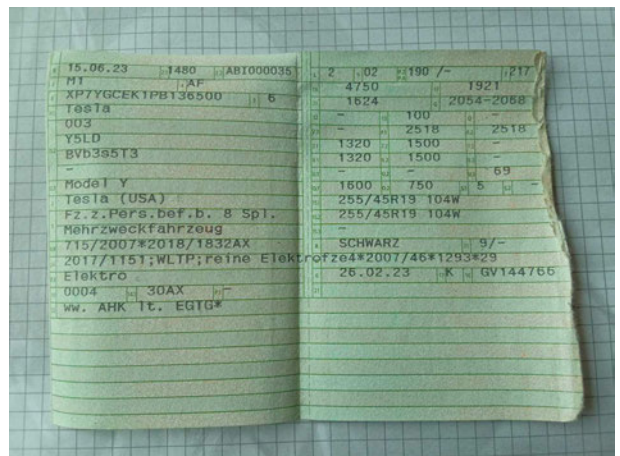 15.06.23 1480 ABI000035
M1 AF
XP7YGCEK1PB136500 6
Tesla
003
Y5LD
BVb3s5T3
–
Model Y
Tesla (USA)
Fz.z.Pers.bef.b. 8 Spl.
Mehrzweckfahrzeug
715/2007*2018/1832AX
2017/1151;WLTP;reine Elektrofze4*2007/46*1293*29
Elektro
0004 30AX –
ww. AHK lt. EGTG*
2 02 190 /– 217
4750 1921
1624 2054-2068
– 100 –
– 2518 2518
1320 1500 –
1320 1500 –
– – 69
1600 750 5 –
255/45R19 104W
255/45R19 104W
SCHWARZ 9/–
26.02.23 K GV144766